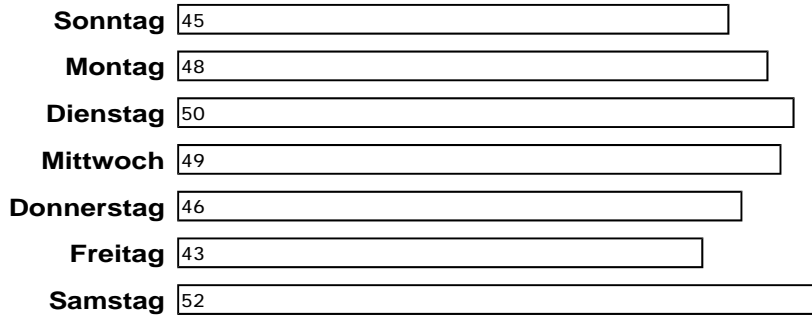 Sonntag 45
Montag 48
Dienstag 50
Mittwoch 49
Donnerstag 46
Freitag 43
Samstag 52